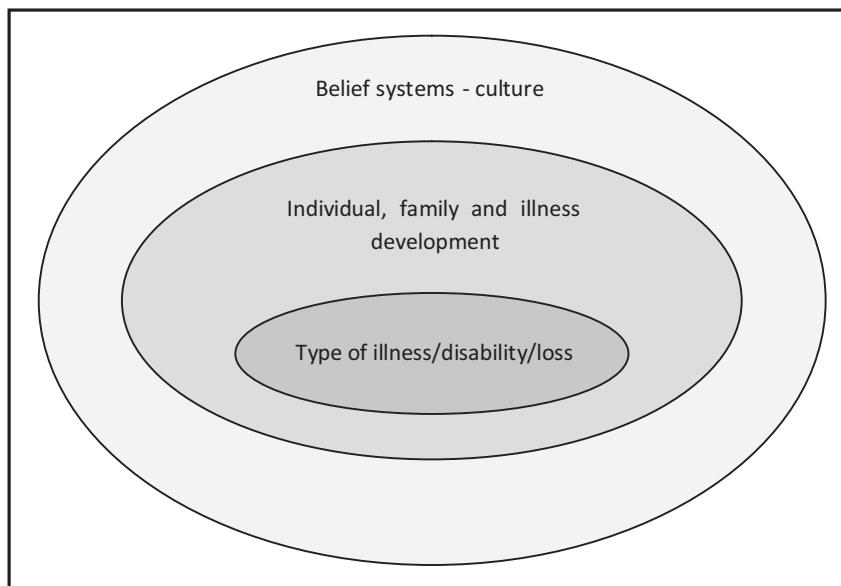 Belief systems - culture
Individual, family and illness
development
Type of illness/disability/loss